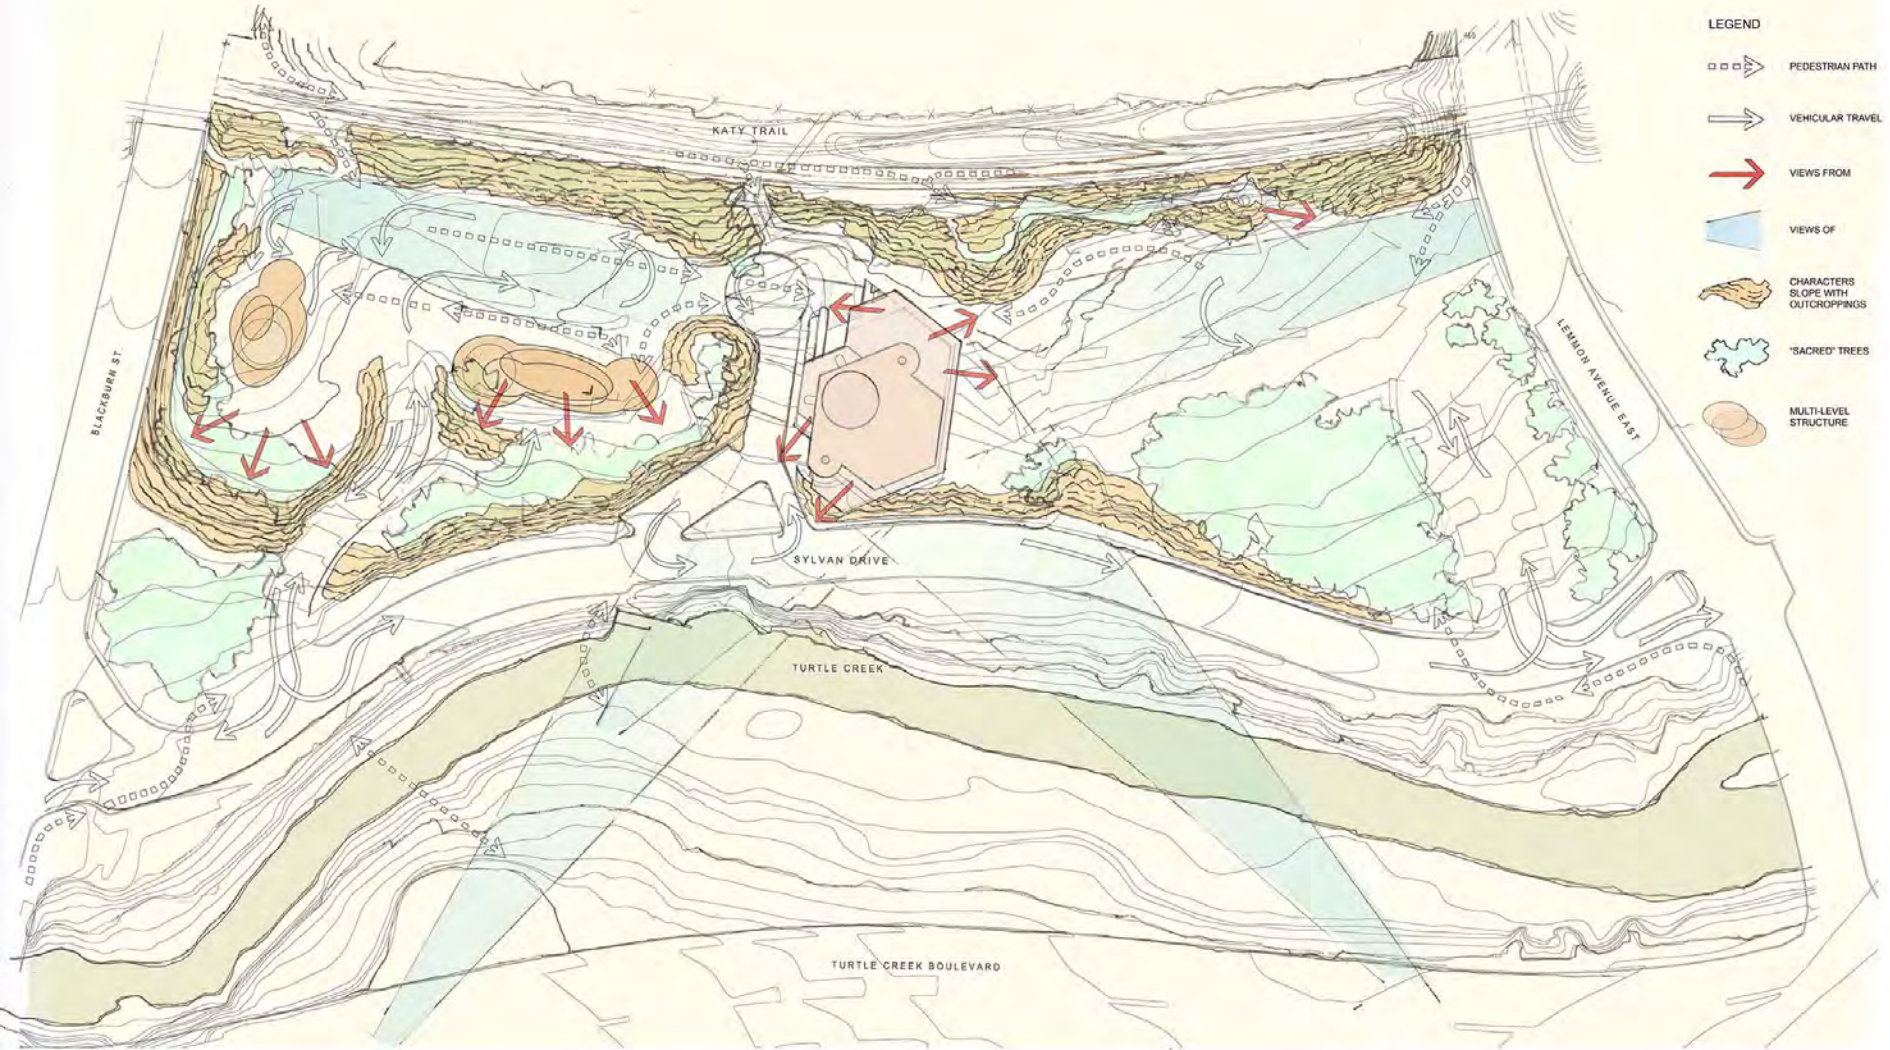 LEGEND
PEDESTRIAN PATH
VEHICULAR TRAVEL
VIEWS FROM
VIEWS OF
CHARACTERS
SLOPE WITH
OUTCROPPINGS
"SACRED" TREES
MULTI-LEVEL
STRUCTURE
KATY TRAIL
BLACKBURN ST.
LEMMON AVENUE EAST
SYLVAN DRIVE
TURTLE CREEK
TURTLE CREEK BOULEVARD